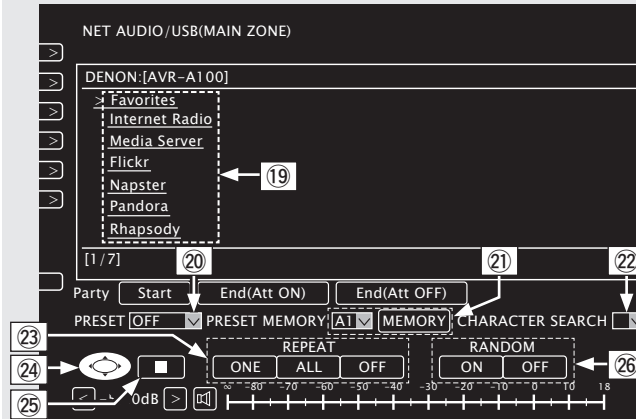 NET AUDIO/USB(MAIN ZONE)
>
>
DENON:[AVR-A100]
> Favorites
Internet Radio
Media Server
Flickr
Napster
Pandora
Rhapsody
>
>
>
>
⑲
[1/7]
⑳
㉑
㉒
Party Start End(Att ON) End(Att OFF)
PRESET OFF PRESET MEMORY A1 MEMORY CHARACTER SEARCH
㉓
REPEAT RANDOM
㉔
ONE ALL OFF ON OFF
㉖
㉕
< 0dB >
∞ -80 -70 -60 -50 -40 -30 -20 -10 0 10 18